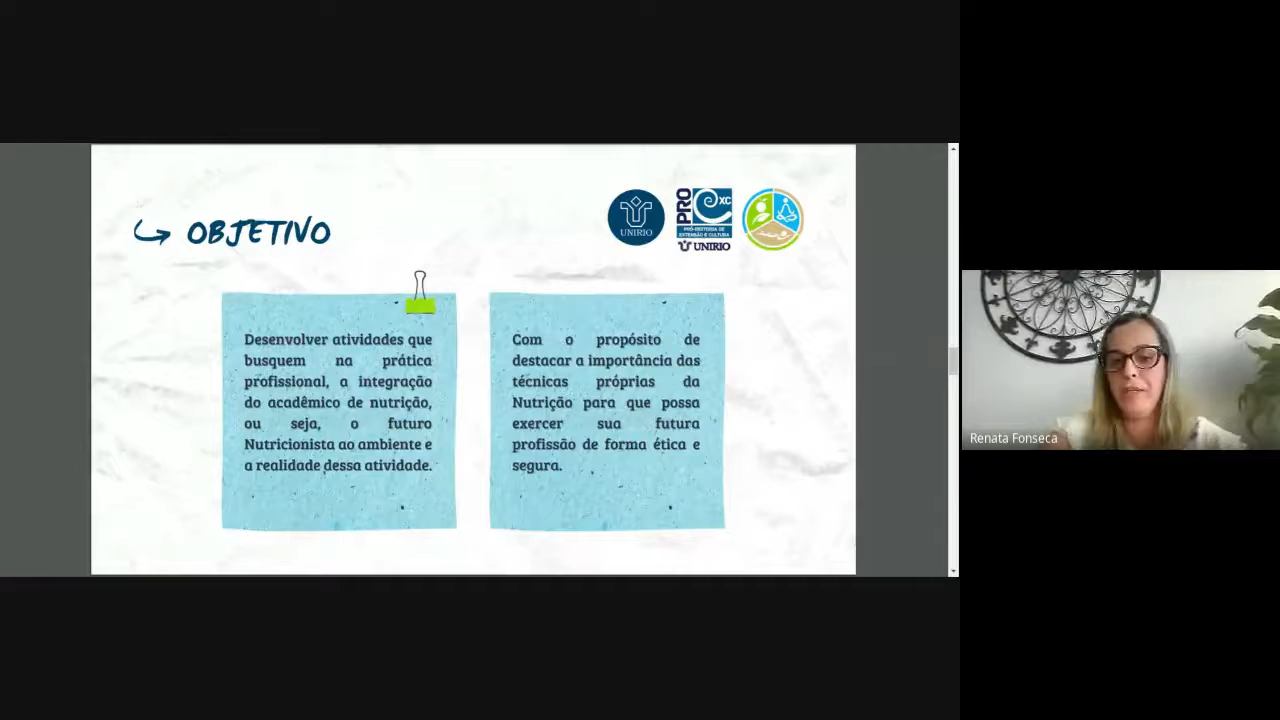 OBJETIVO
UNIRIO
PRO
EXC
PRÓ-REITORIA DE
EXTENSÃO E CULTURA
UNIRIO
Desenvolver atividades que
busquem na prática
profissional, a integração
do acadêmico de nutrição,
ou seja, o futuro
Nutricionista ao ambiente e
a realidade dessa atividade.
Com o propósito de
destacar a importância das
técnicas próprias da
Nutrição para que possa
exercer sua futura
profissão de forma ética e
segura.
Renata Fonseca